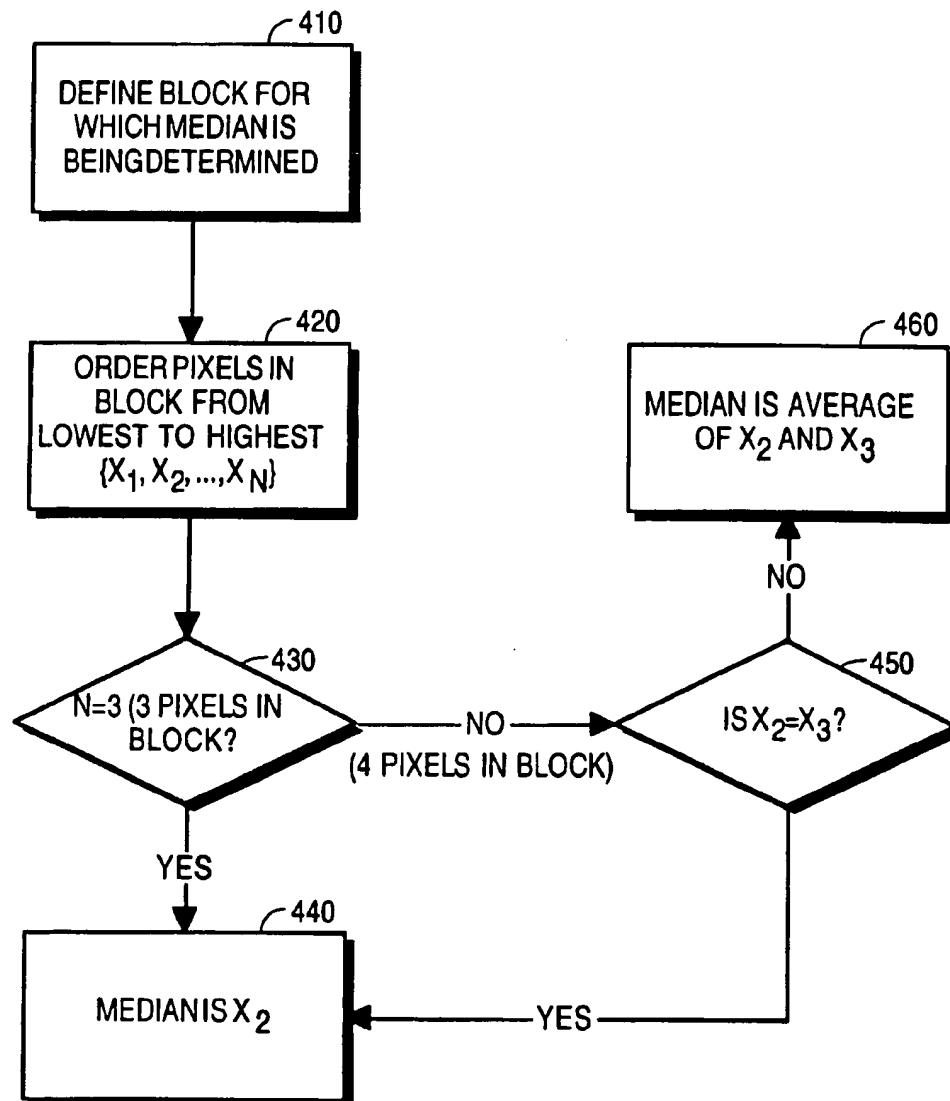 410
DEFINE BLOCK FOR
WHICH MEDIAN IS
BEING DETERMINED
420
ORDER PIXELS IN
BLOCK FROM
LOWEST TO HIGHEST
{X1, X2, ..., XN}
430
N=3 (3 PIXELS IN
BLOCK?
NO
(4 PIXELS IN BLOCK)
YES
440
MEDIAN IS X2
450
IS X2=X3?
NO
YES
460
MEDIAN IS AVERAGE
OF X2 AND X3